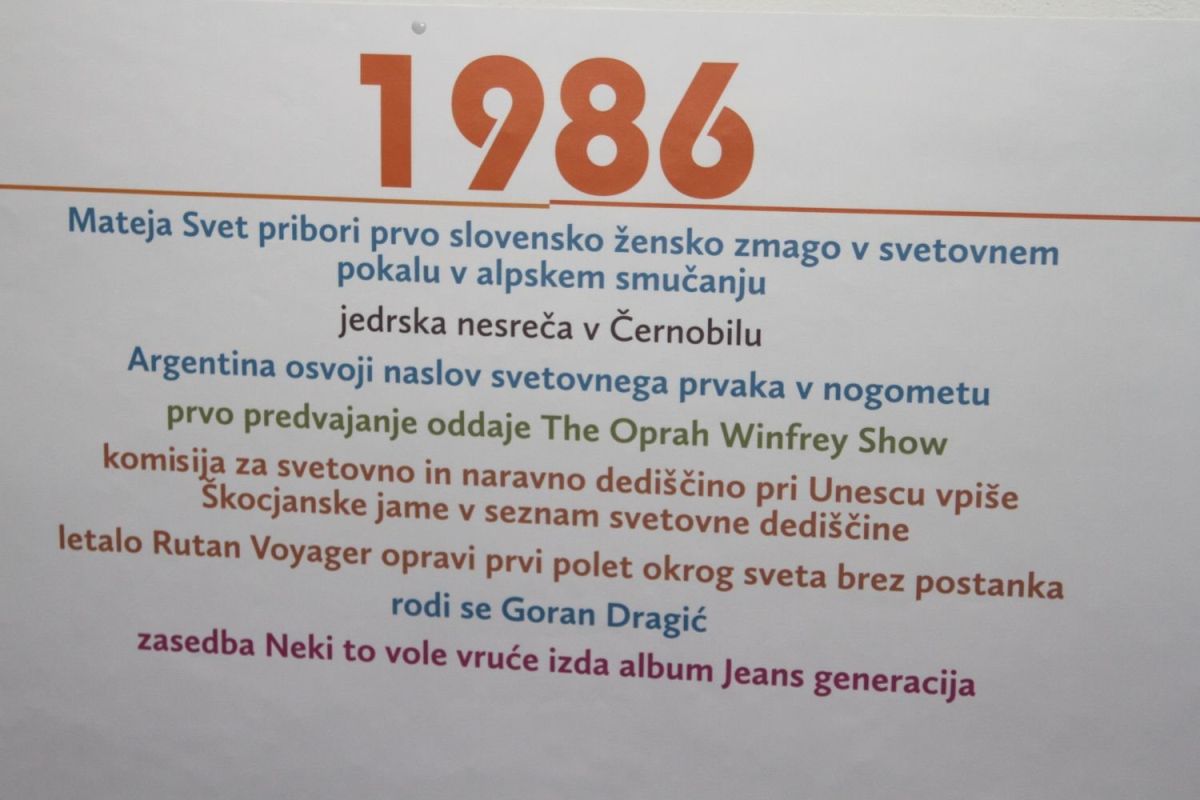 1986
Mateja Svet pribori prvo slovensko žensko zmago v svetovnem
pokalu v alpskem smučanju
jedrska nesreča v Černobilu
Argentina osvoji naslov svetovnega prvaka v nogometu
prvo predvajanje oddaje The Oprah Winfrey Show
komisija za svetovno in naravno dediščino pri Unescu vpiše
Škocjanske jame v seznam svetovne dediščine
letalo Rutan Voyager opravi prvi polet okrog sveta brez postanka
rodi se Goran Dragić
zasedba Neki to vole vruće izda album Jeans generacija